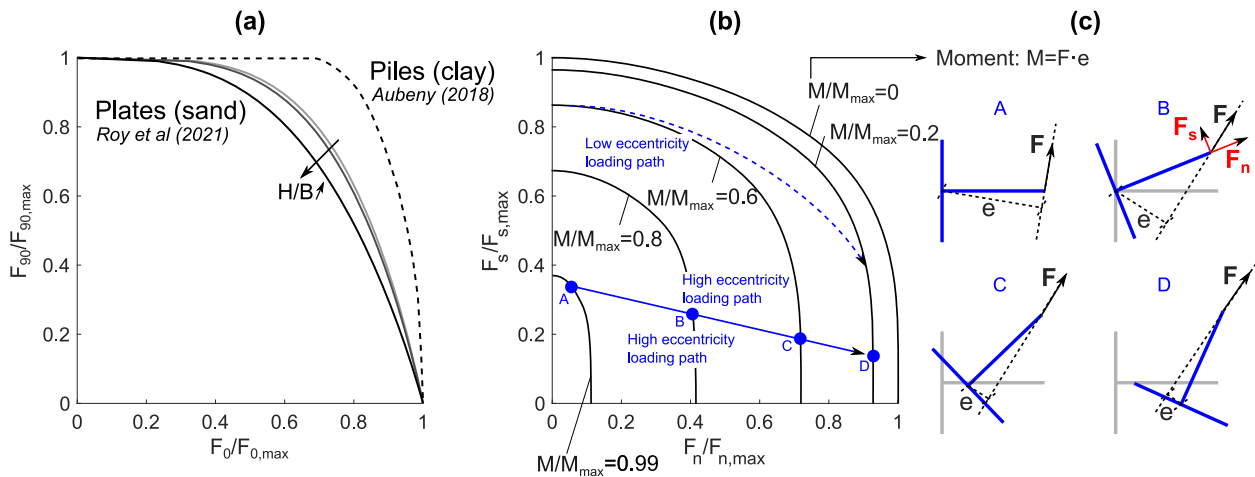 (a)
1
0.8
0.6
0.4
0.2
0
F90/F90,max
Plates (sand)
Roy et al (2021)
Piles (clay)
Aubeny (2018)
H/B
0
0.2
0.4
0.6
0.8
1
F0/F0,max
(b)
1
0.8
0.6
0.4
0.2
0
Fs/Fs,max
M/Mmax=0
M/Mmax=0.2
Low eccentricity
loading path
M/Mmax=0.6
M/Mmax=0.8
High eccentricity
loading path
A
B
High eccentricity
loading path
C
D
0
0.2
0.4
0.6
0.8
1
Fn/Fn,max
M/Mmax=0.99
(c)
Moment: M=F·e
A
F
e
B
Fs
F
Fn
e
C
F
e
D
F
e